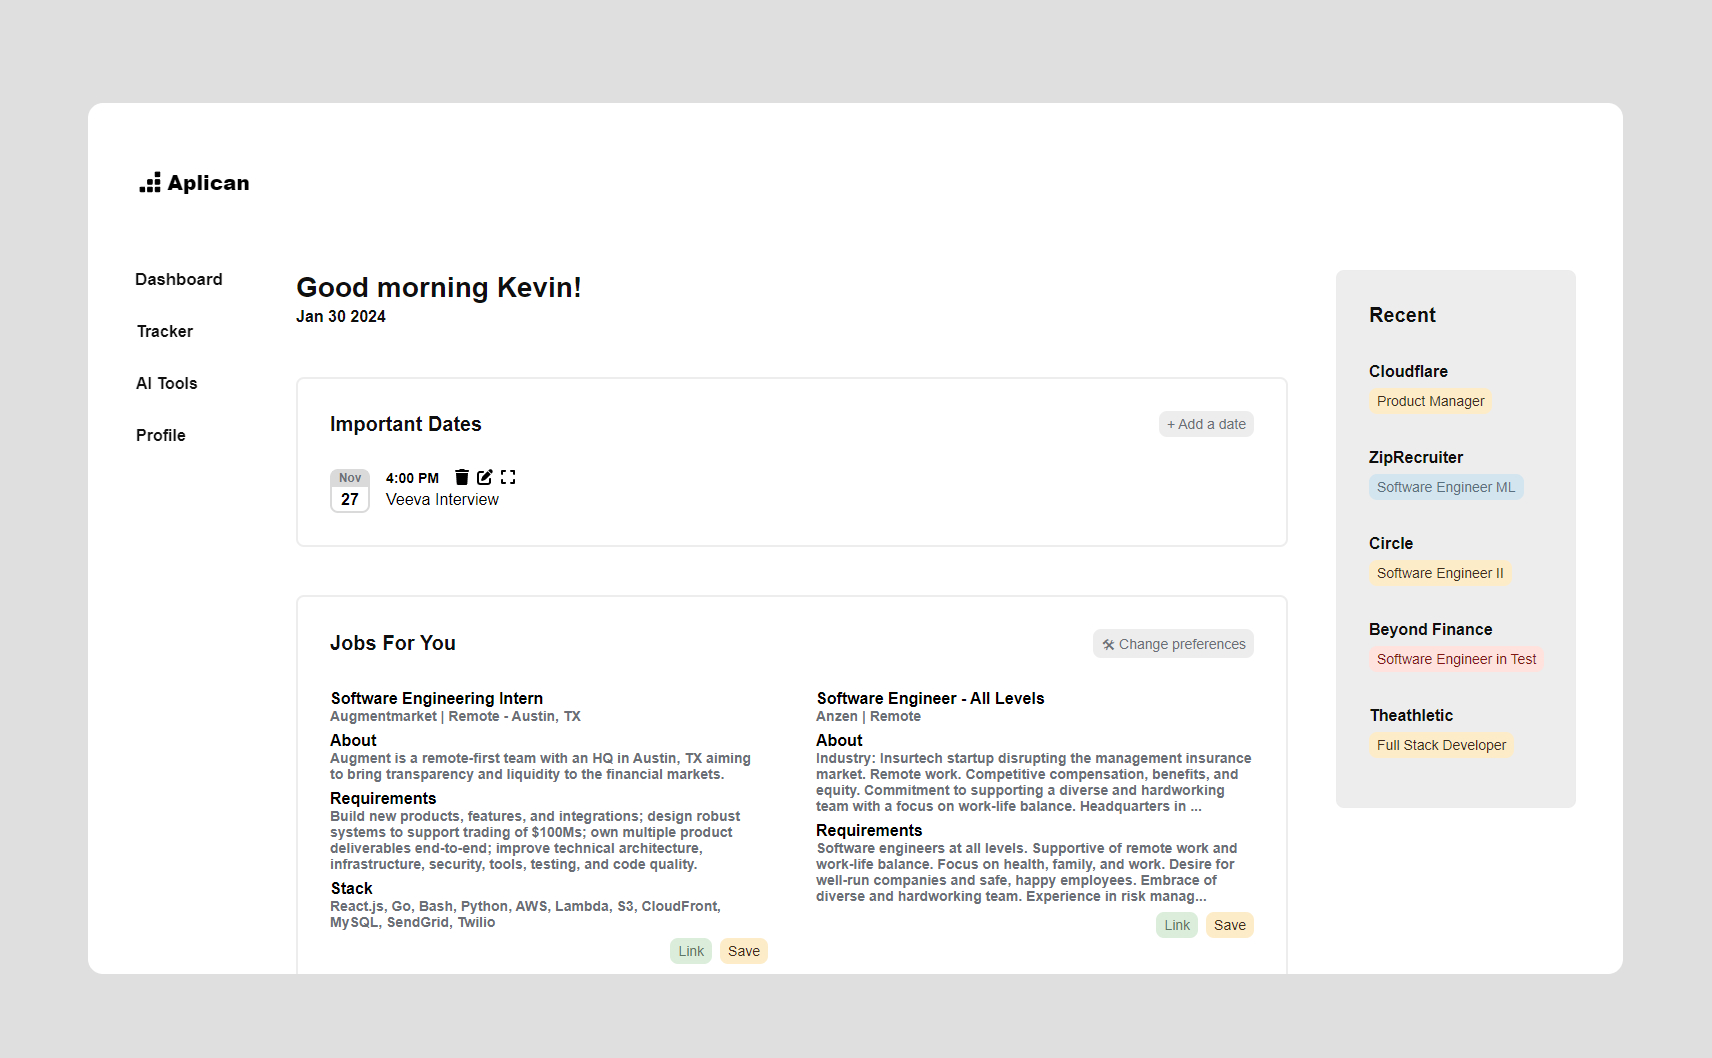 Aplican
Dashboard
Tracker
AI Tools
Profile
Good morning Kevin!
Jan 30 2024
Important Dates
+ Add a date
Nov
27
4:00 PM
Veeva Interview
Jobs For You
🛠 Change preferences
Software Engineering Intern
Augmentmarket | Remote - Austin, TX
About
Augment is a remote-first team with an HQ in Austin, TX aiming
to bring transparency and liquidity to the financial markets.
Requirements
Build new products, features, and integrations; design robust
systems to support trading of $100Ms; own multiple product
deliverables end-to-end; improve technical architecture,
infrastructure, security, tools, testing, and code quality.
Stack
React.js, Go, Bash, Python, AWS, Lambda, S3, CloudFront,
MySQL, SendGrid, Twilio
Link
Save
Software Engineer - All Levels
Anzen | Remote
About
Industry: Insurtech startup disrupting the management insurance
market. Remote work. Competitive compensation, benefits, and
equity. Commitment to supporting a diverse and hardworking
team with a focus on work-life balance. Headquarters in ...
Requirements
Software engineers at all levels. Supportive of remote work and
work-life balance. Focus on health, family, and work. Desire for
well-run companies and safe, happy employees. Embrace of
diverse and hardworking team. Experience in risk manag...
Link
Save
Recent
Cloudflare
Product Manager
ZipRecruiter
Software Engineer ML
Circle
Software Engineer II
Beyond Finance
Software Engineer in Test
Theathletic
Full Stack Developer